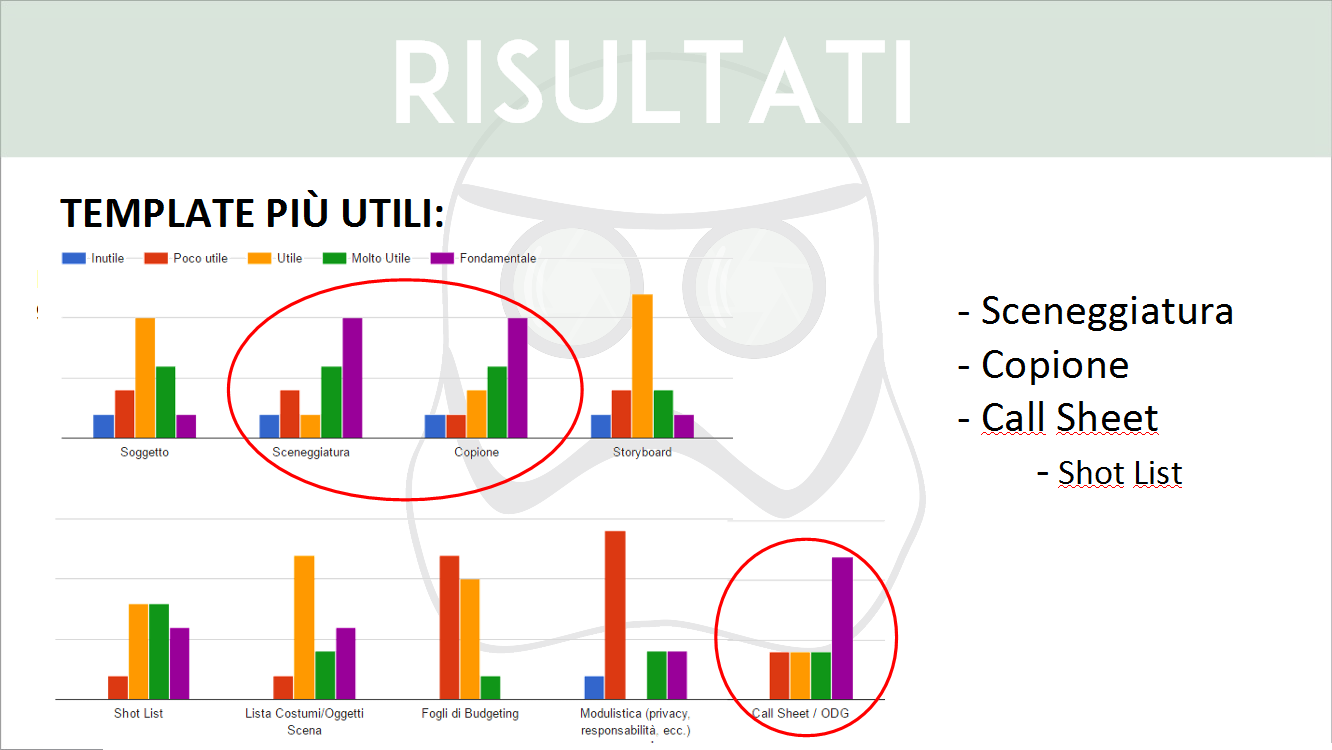 RISULTATI
TEMPLATE PIÙ UTILI:
Inutile Poco utile Utile Molto Utile Fondamentale
Soggetto Sceneggiatura Copione Storyboard
Shot List Lista Costumi/Oggetti Fogli di Budgeting Modulistica (privacy, Call Sheet / ODG
Scena responsabilità, ecc.)
- Sceneggiatura
- Copione
- Call Sheet
- Shot List